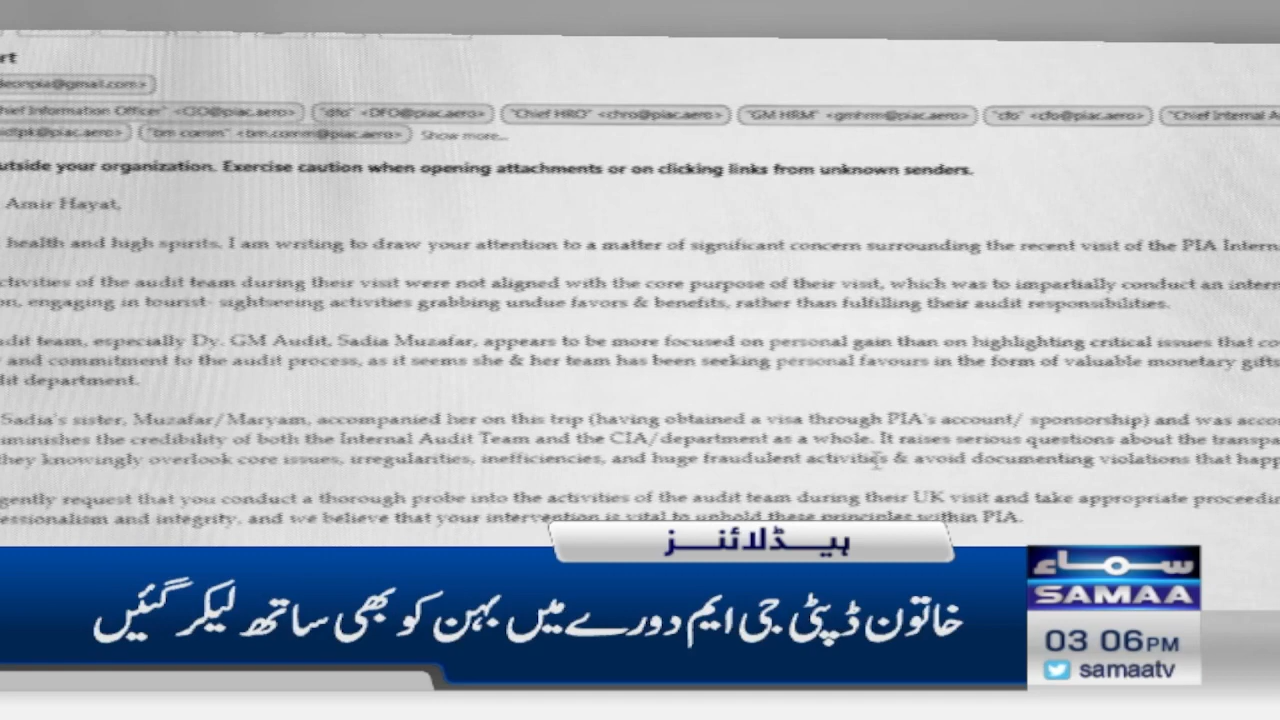 rt
leonpia@gmail.com>
hief Information Officer" <CIO@piac.aero> "dfo" <DFO@piac.aero> "Chief HRO" <chro@piac.aero> "GM HRM" <gmhrm@piac.aero> "cfo" <cfo@piac.aero> "Chief Internal A
<tm.comm@piac.aero> Show more...
utside your organization. Exercise caution when opening attachments or on clicking links from unknown senders.
Amir Hayat,
health and high spirits. I am writing to draw your attention to a matter of significant concern surrounding the recent visit of the PIA Intern
ctivities of the audit team during their visit were not aligned with the core purpose of their visit, which was to impartially conduct an intern
on, engaging in tourist- sightseeing activities grabbing undue favors & benefits, rather than fulfilling their audit responsibilities.
dit team, especially Dy. GM Audit, Sadia Muzafar, appears to be more focused on personal gain than on highlighting critical issues that co
and commitment to the audit process, as it seems she & her team has been seeking personal favours in the form of valuable monetary gifts
dit department.
Sadia's sister, Muzafar/Maryam, accompanied her on this trip (having obtained a visa through PIA's account/ sponsorship) and was acco
iminishes the credibility of both the Internal Audit Team and the CIA/department as a whole. It raises serious questions about the transpa
they knowingly overlook core issues, irregularities, inefficiencies, and huge fraudulent activities & avoid documenting violations that happ
gently request that you conduct a thorough probe into the activities of the audit team during their UK visit and take appropriate proceedin
essionalism and integrity, and we believe that your intervention is vital to uphold these principles within PIA.
ہیڈلائنز
خاتون ڈپٹی جی ایم دورے میں بہن کو بھی ساتھ لیکر گئیں
سماء
SAMAA
03 06PM
samaatv